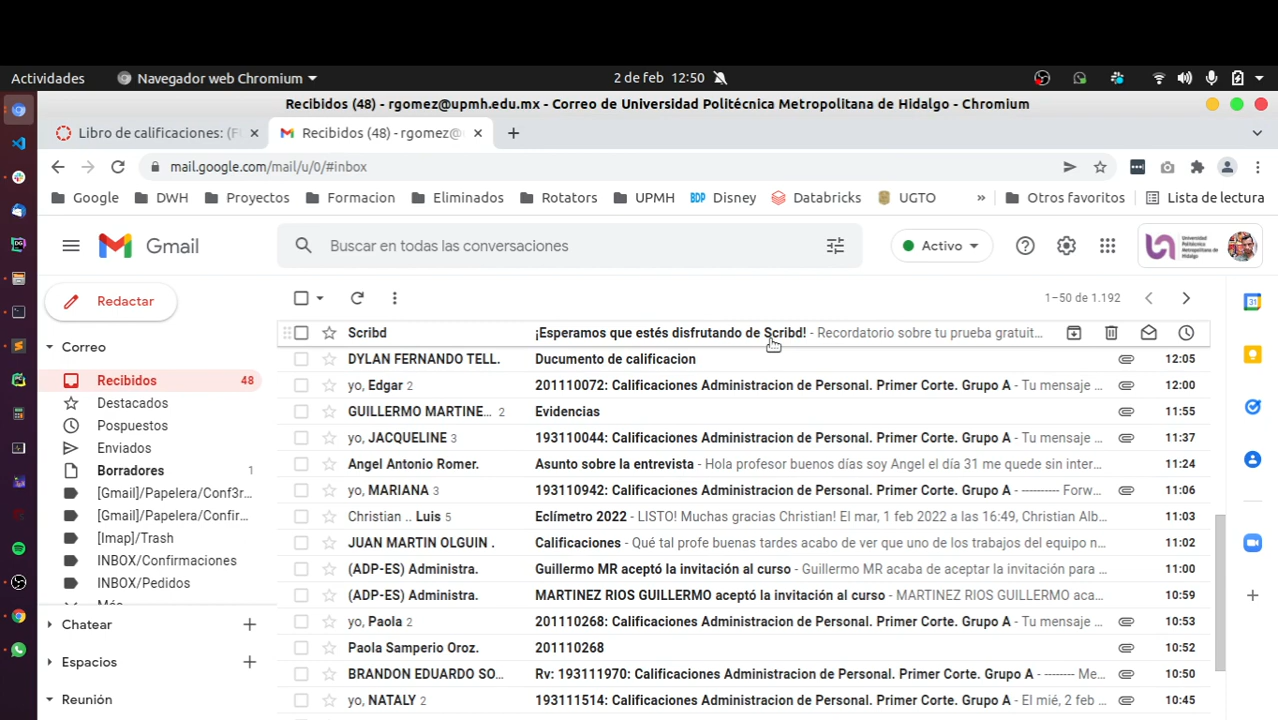 Actividades Navegador web Chromium 2 de feb 12:50
Recibidos (48) - rgomez@upmh.edu.mx - Correo de Universidad Politécnica Metropolitana de Hidalgo - Chromium
Libro de calificaciones: (F Recibidos (48) - rgomez@
mail.google.com/mail/u/0/#inbox
Google DWH Proyectos Formacion Eliminados Rotators UPMH BDP Disney Databricks UGTO » Otros favoritos Lista de lectura
Gmail Buscar en todas las conversaciones Activo Universidad Politécnica Metropolitana de Hidalgo
Redactar 1–50 de 1.192
Correo
Recibidos 48
Destacados
Pospuestos
Enviados
Borradores 1
[Gmail]/Papelera/Conf3r...
[Gmail]/Papelera/Confir...
[Imap]/Trash
INBOX/Confirmaciones
INBOX/Pedidos
Más
Chatear
Espacios
Reunión
Scribd ¡Esperamos que estés disfrutando de Scribd! - Recordatorio sobre tu prueba gratuit...
DYLAN FERNANDO TELL. Ducumento de calificacion 12:05
yo, Edgar 2 201110072: Calificaciones Administracion de Personal. Primer Corte. Grupo A - Tu mensaje ... 12:00
GUILLERMO MARTINE... 2 Evidencias 11:55
yo, JACQUELINE 3 193110044: Calificaciones Administracion de Personal. Primer Corte. Grupo A - Tu mensaje ... 11:37
Angel Antonio Romer. Asunto sobre la entrevista - Hola profesor buenos días soy Angel el día 31 me quede sin inter... 11:24
yo, MARIANA 3 193110942: Calificaciones Administracion de Personal. Primer Corte. Grupo A - ---------- Forw... 11:06
Christian .. Luis 5 Eclímetro 2022 - LISTO! Muchas gracias Christian! El mar, 1 feb 2022 a las 16:49, Christian Alb... 11:03
JUAN MARTIN OLGUIN . Calificaciones - Qué tal profe buenas tardes acabo de ver que uno de los trabajos del equipo n... 11:02
(ADP-ES) Administra. Guillermo MR aceptó la invitación al curso - Guillermo MR acaba de aceptar la invitación para ... 11:00
(ADP-ES) Administra. MARTINEZ RIOS GUILLERMO aceptó la invitación al curso - MARTINEZ RIOS GUILLERMO aca... 10:59
yo, Paola 2 201110268: Calificaciones Administracion de Personal. Primer Corte. Grupo A - Tu mensaje ... 10:53
Paola Samperio Oroz. 201110268 10:52
BRANDON EDUARDO SO... Rv: 193111970: Calificaciones Administracion de Personal. Primer Corte. Grupo A - -------- Me... 10:50
yo, NATALY 2 193111514: Calificaciones Administracion de Personal. Primer Corte. Grupo A - El mié, 2 feb ... 10:45